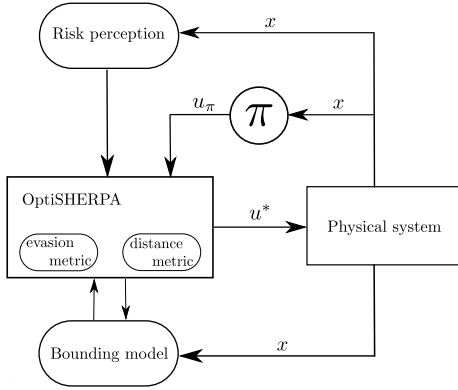 Risk perception
x
u_π
π
x
OptiSHERPA
evasion
metric
distance
metric
u*
Physical system
Bounding model
x